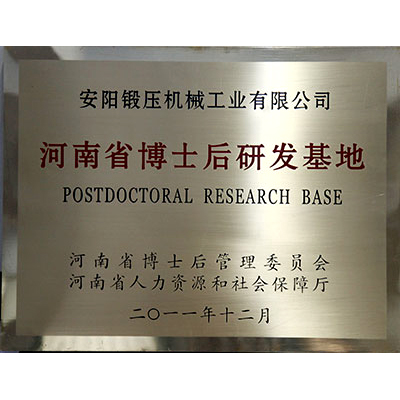 安阳锻压机械工业有限公司
河南省博士后研发基地
POSTDOCTORAL RESEARCH BASE
河南省博士后管理委员会
河南省人力资源和社会保障厅
二〇一一年十二月